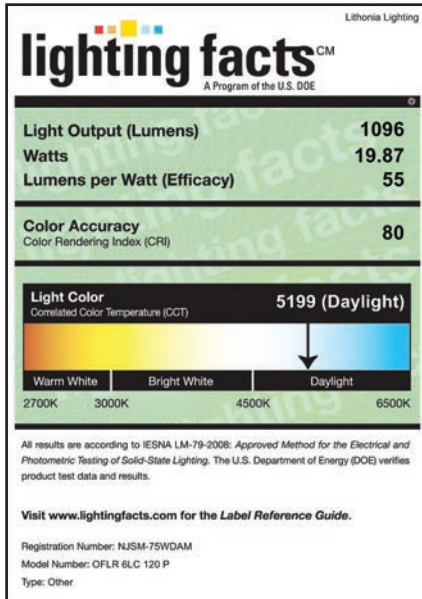 Lithonia Lighting
lighting facts CM
A Program of the U.S. DOE
Light Output (Lumens) 1096
Watts 19.87
Lumens per Watt (Efficacy) 55
Color Accuracy 80
Color Rendering Index (CRI)
Light Color 5199 (Daylight)
Correlated Color Temperature (CCT)
Warm White Bright White Daylight
2700K 3000K 4500K 6500K
All results are according to IESNA LM-79-2008: Approved Method for the Electrical and
Photometric Testing of Solid-State Lighting. The U.S. Department of Energy (DOE) verifies
product test data and results.
Visit www.lightingfacts.com for the Label Reference Guide.
Registration Number: NJSM-75WDAM
Model Number: OFLR 6LC 120 P
Type: Other